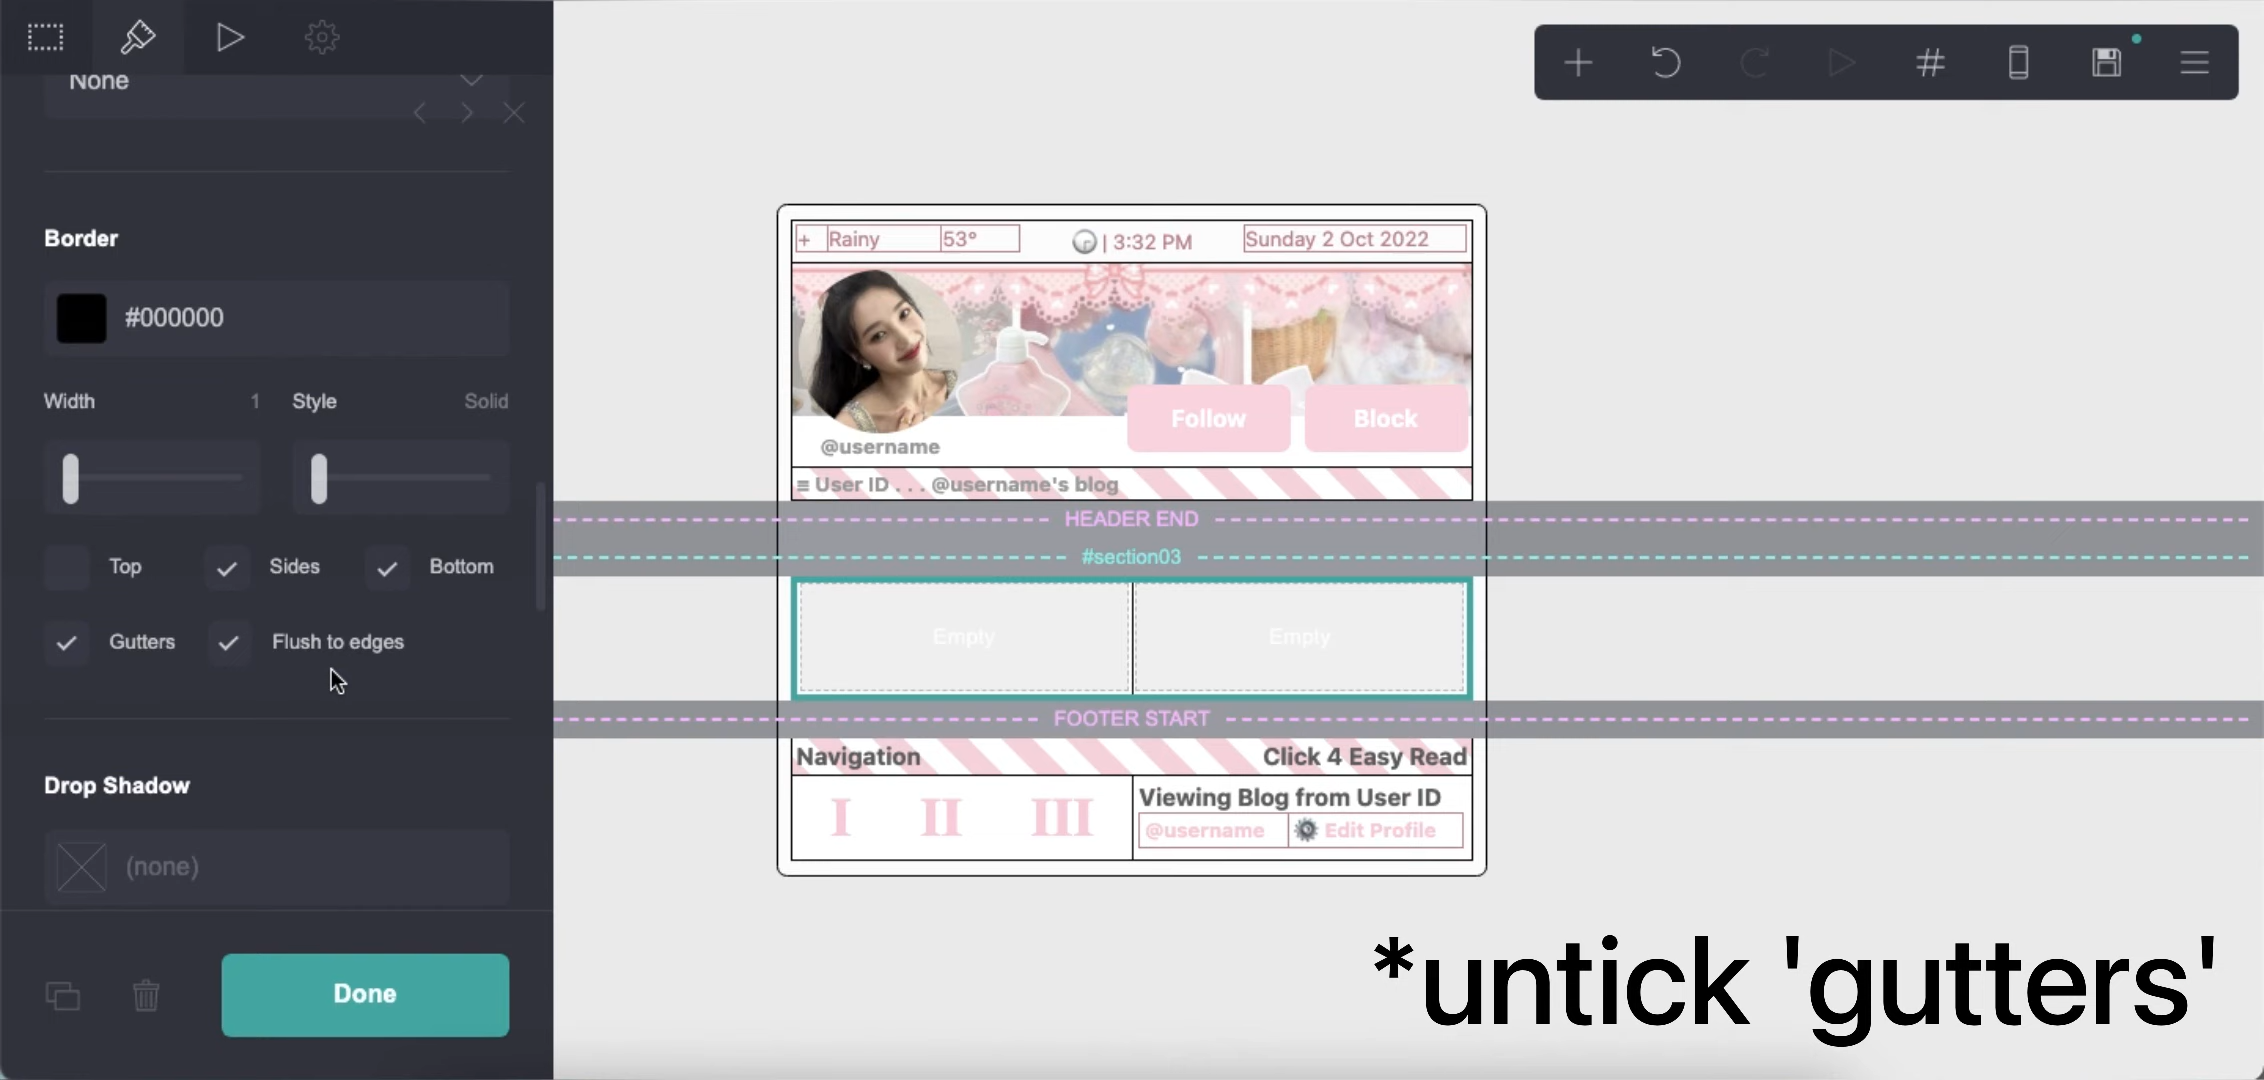 None
Border
#000000
Width 1 Style Solid
Top Sides Bottom
Gutters Flush to edges
Drop Shadow
(none)
Done
+ Rainy 53° | 3:32 PM Sunday 2 Oct 2022
Follow Block
@username
≡ User ID . . . @username's blog
HEADER END
#section03
Empty Empty
FOOTER START
Navigation Click 4 Easy Read
I II III
Viewing Blog from User ID
@username Edit Profile
*untick 'gutters'